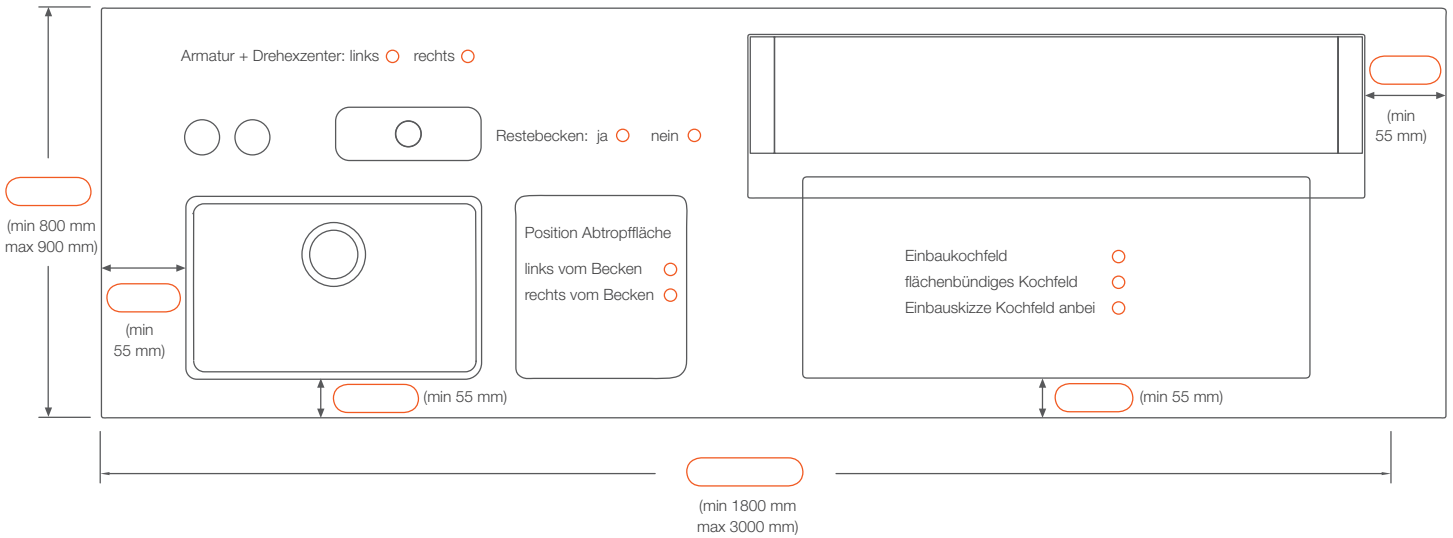 Armatur + Drehexzenter: links rechts
(min
55 mm)
Restebecken: ja nein
(min 800 mm
max 900 mm)
Position Abtropffläche
links vom Becken
rechts vom Becken
Einbaukochfeld
flächenbündiges Kochfeld
Einbauskizze Kochfeld anbei
(min
55 mm)
(min 55 mm)
(min 55 mm)
(min 1800 mm
max 3000 mm)